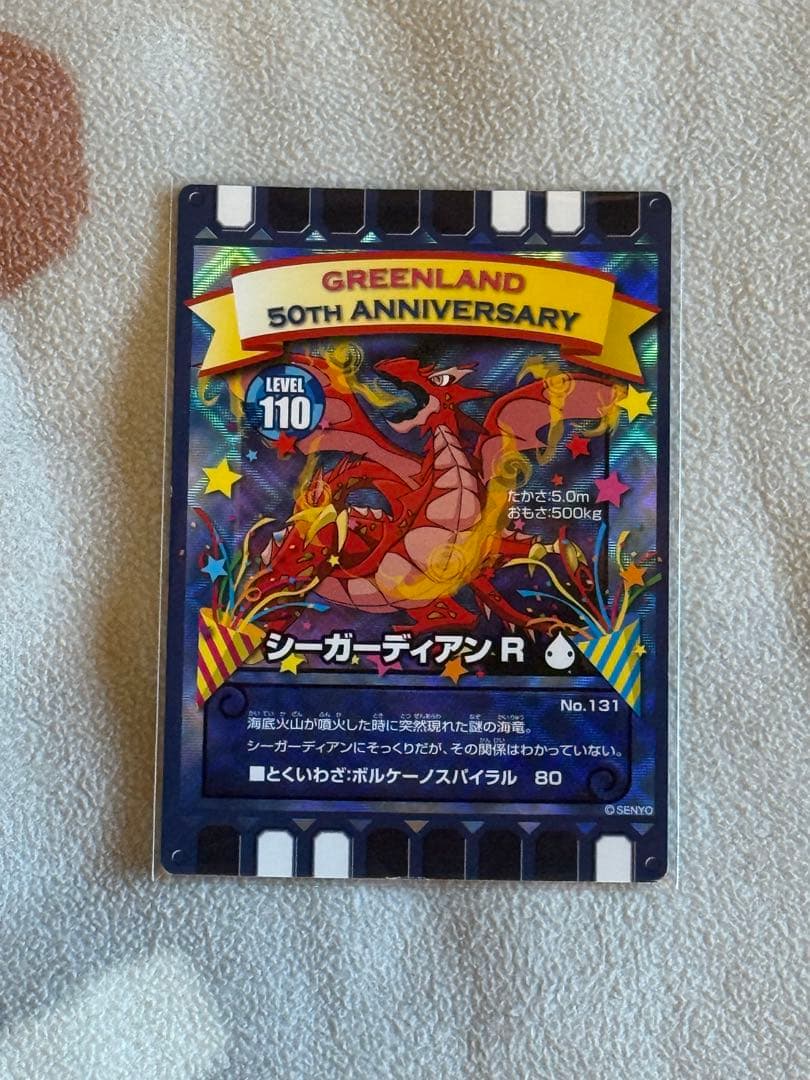 GREENLAND
50TH ANNIVERSARY
LEVEL
110
たかさ:5.0m
おもさ:500kg
シーガーディアン R
No.131
海底火山が噴火した時に突然現れた謎の海竜。
シーガーディアンにそっくりだが、その関係はわかっていない。
■とくいわざ:ボルケーノスパイラル 80
©SENYO